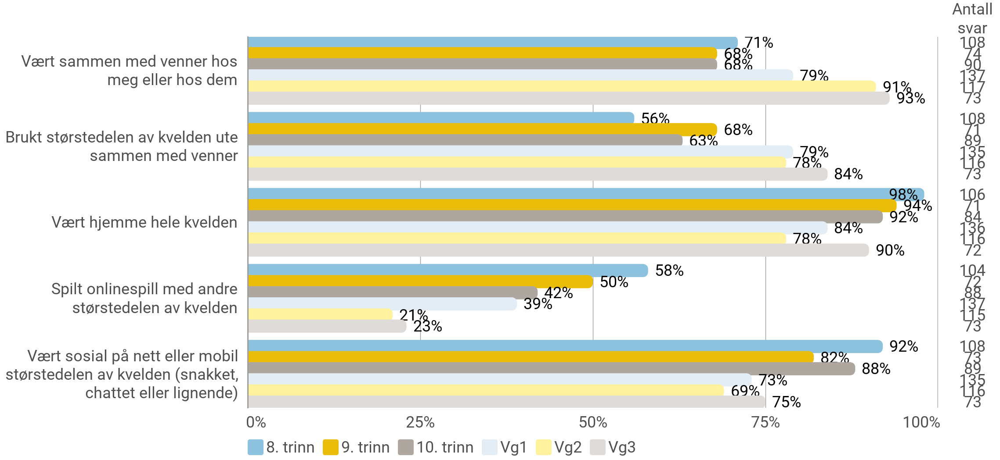 Antall
svar
Vært sammen med venner hos
meg eller hos dem
71% 108
68% 74
68% 90
79% 137
91% 117
93% 73
Brukt størstedelen av kvelden ute
sammen med venner
56% 108
68% 71
63% 89
79% 135
78% 116
84% 73
Vært hjemme hele kvelden
98% 106
94% 71
92% 84
84% 136
78% 116
90% 72
Spilt onlinespill med andre
størstedelen av kvelden
58% 104
50% 72
42% 88
39% 137
21% 115
23% 73
Vært sosial på nett eller mobil
størstedelen av kvelden (snakket,
chattet eller lignende)
92% 108
82% 73
88% 89
73% 135
69% 116
75% 73
0% 25% 50% 75% 100%
8. trinn 9. trinn 10. trinn Vg1 Vg2 Vg3